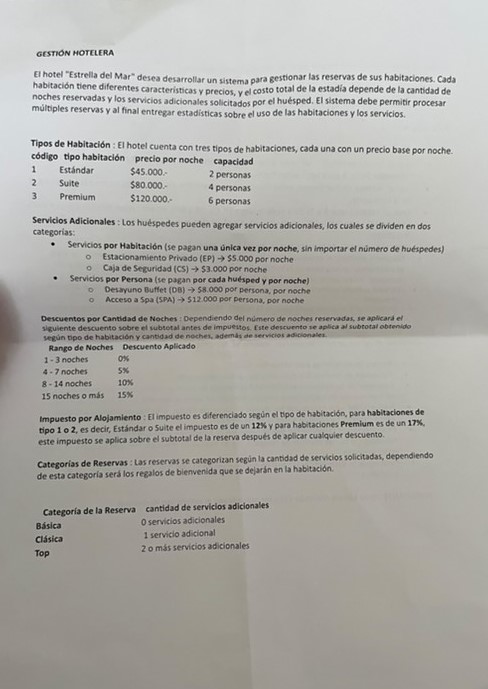 GESTIÓN HOTELERA
El hotel "Estrella del Mar" desea desarrollar un sistema para gestionar las reservas de sus habitaciones. Cada
habitación tiene diferentes características y precios, y el costo total de la estadía depende de la cantidad de
noches reservadas y los servicios adicionales solicitados por el huésped. El sistema debe permitir procesar
múltiples reservas y al final entregar estadísticas sobre el uso de las habitaciones y los servicios.
Tipos de Habitación : El hotel cuenta con tres tipos de habitaciones, cada una con un precio base por noche.
código tipo habitación precio por noche capacidad
1 Estándar $45.000.- 2 personas
2 Suite $80.000.- 4 personas
3 Premium $120.000.- 6 personas
Servicios Adicionales : Los huéspedes pueden agregar servicios adicionales, los cuales se dividen en dos
categorías:
• Servicios por Habitación (se pagan una única vez por noche, sin importar el número de huéspedes)
o Estacionamiento Privado (EP) → $5.000 por noche
o Caja de Seguridad (CS) → $3.000 por noche
• Servicios por Persona (se pagan por cada huésped y por noche)
o Desayuno Buffet (DB) → $8.000 por persona, por noche
o Acceso a Spa (SPA) → $12.000 por persona, por noche
Descuentos por Cantidad de Noches : Dependiendo del número de noches reservadas, se aplicará el
siguiente descuento sobre el subtotal antes de impuestos. Este descuento se aplica al subtotal obtenido
según tipo de habitación y cantidad de noches, además de servicios adicionales.
Rango de Noches Descuento Aplicado
1 - 3 noches 0%
4 - 7 noches 5%
8 - 14 noches 10%
15 noches o más 15%
Impuesto por Alojamiento : El impuesto es diferenciado según el tipo de habitación, para habitaciones de
tipo 1 o 2, es decir, Estándar o Suite el impuesto es de un 12% y para habitaciones Premium es de un 17%,
este impuesto se aplica sobre el subtotal de la reserva después de aplicar cualquier descuento.
Categorías de Reservas : Las reservas se categorizan según la cantidad de servicios solicitados, dependiendo
de esta categoría será los regalos de bienvenida que se dejarán en la habitación.
Categoría de la Reserva cantidad de servicios adicionales
Básica 0 servicios adicionales
Clásica 1 servicio adicional
Top 2 o más servicios adicionales